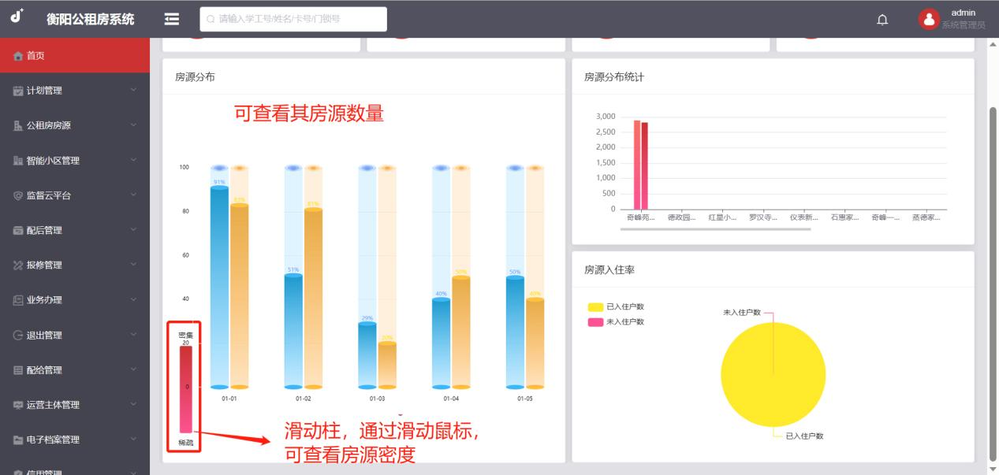 衡阳公租房系统
请输入学工号/姓名/卡号/门锁号
admin
系统管理员
首页
计划管理
公租房房源
智能小区管理
监督云平台
配后管理
报修管理
业务办理
退出管理
配给管理
运营主体管理
电子档案管理
信用管理
房源分布
可查看其房源数量
100
80
60
40
密集
20
0
稀疏
91%
83%
51%
81%
29%
20%
40%
50%
50%
40%
01-01
01-02
01-03
01-04
01-05
滑动柱，通过滑动鼠标，
可查看房源密度
房源分布统计
3,000
2,500
2,000
1,500
1,000
500
0
奇峰苑...
德政园...
红星小...
罗汉寺...
仪表新...
石惠家...
奇峰一...
蒸德家...
房源入住率
已入住户数
未入住户数
未入住户数
已入住户数